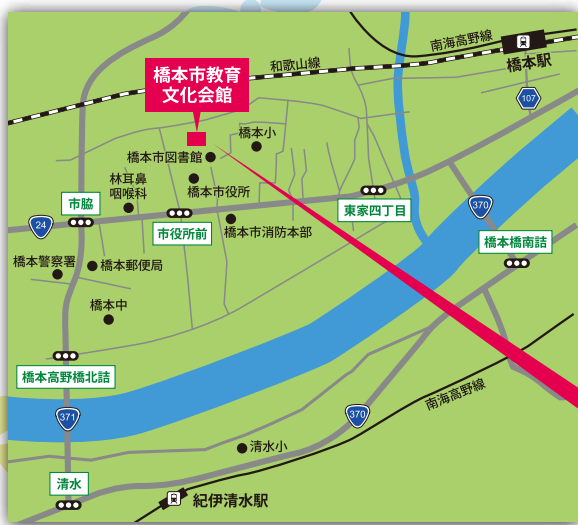 南海高野線
橋本駅
和歌山線
橋本市教育
文化会館
107
橋本小
橋本市図書館
林耳鼻
咽喉科
橋本市役所
市脇
東家四丁目
370
24
市役所前
橋本市消防本部
橋本橋南詰
橋本警察署
橋本郵便局
橋本中
橋本高野橋北詰
371
370
南海高野線
清水小
清水
紀伊清水駅